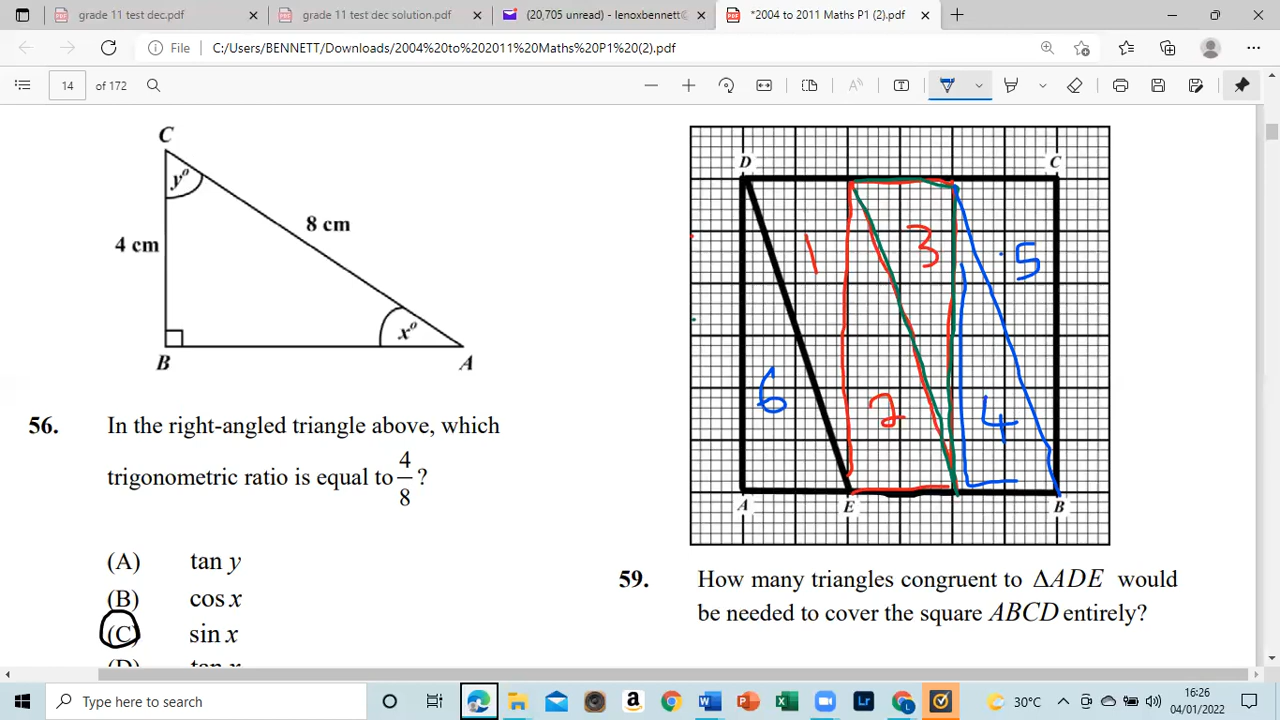 grade 11 test dec.pdf
grade 11 test dec solution.pdf
(20,705 unread) - lenoxbennett
*2004 to 2011 Maths P1 (2).pdf
File
C:/Users/BENNETT/Downloads/2004%20to%202011%20Maths%20P1%20(2).pdf
14 of 172
C
y°
8 cm
4 cm
x°
B
A
56. In the right-angled triangle above, which
trigonometric ratio is equal to 4/8 ?
(A) tan y
(B) cos x
(C) sin x
(D) tan x
D
C
1
3
5
6
2
4
A
E
B
59. How many triangles congruent to ΔADE would
be needed to cover the square ABCD entirely?
Type here to search
30°C
16:26
04/01/2022